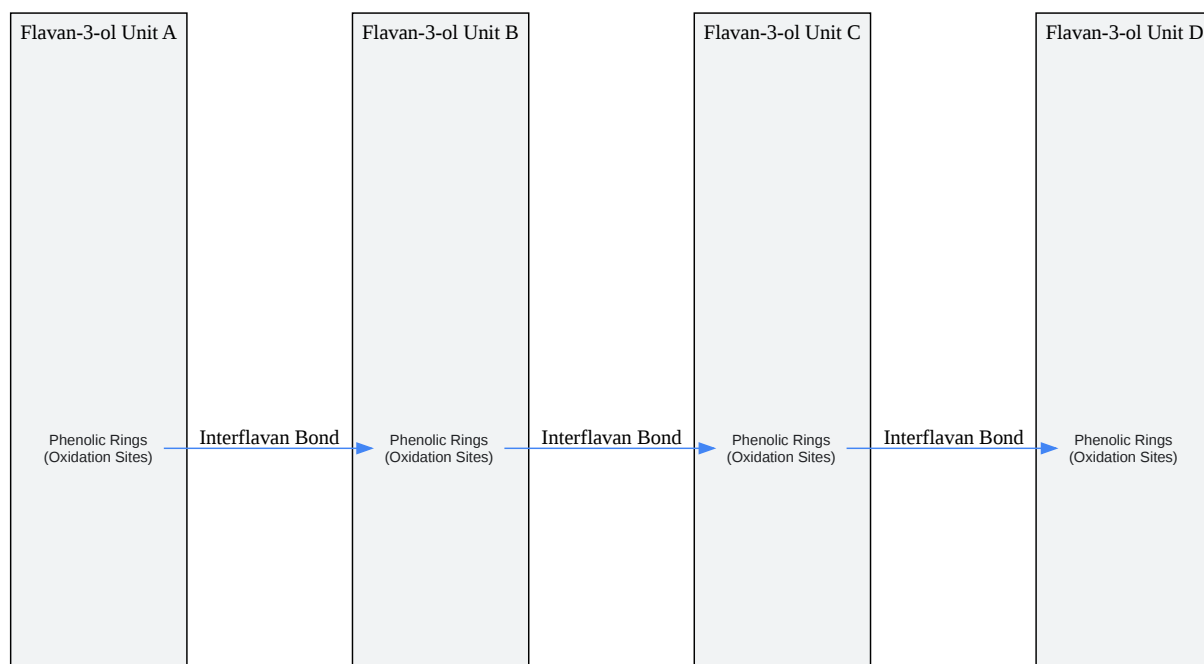 Flavan-3-ol Unit A
Flavan-3-ol Unit B
Flavan-3-ol Unit C
Flavan-3-ol Unit D
Phenolic Rings
(Oxidation Sites)
Interflavan Bond
Phenolic Rings
(Oxidation Sites)
Interflavan Bond
Phenolic Rings
(Oxidation Sites)
Interflavan Bond
Phenolic Rings
(Oxidation Sites)